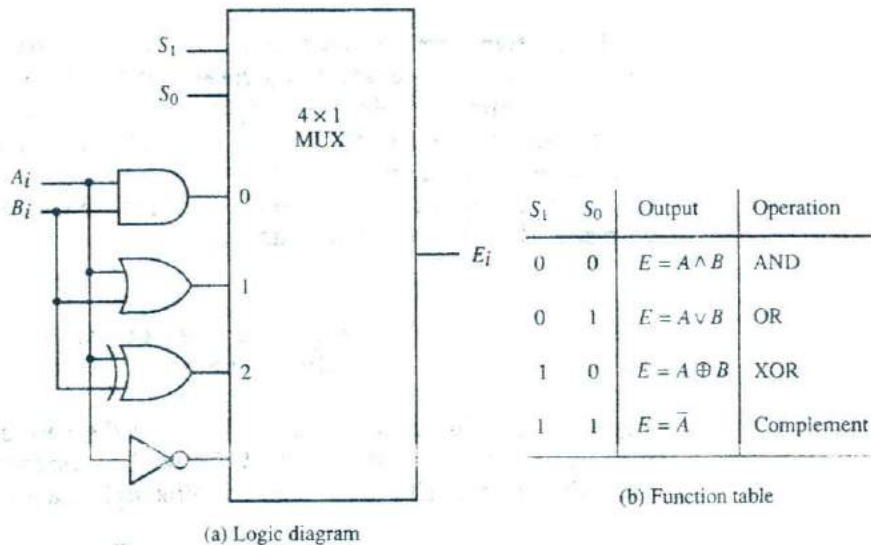 S₁
S₀
4 × 1
MUX
Aᵢ
Bᵢ
0
1
2
Eᵢ
(a) Logic diagram
S₁ S₀ Output Operation
0 0 E = A ∧ B AND
0 1 E = A ∨ B OR
1 0 E = A ⊕ B XOR
1 1 E = A̅ Complement
(b) Function table